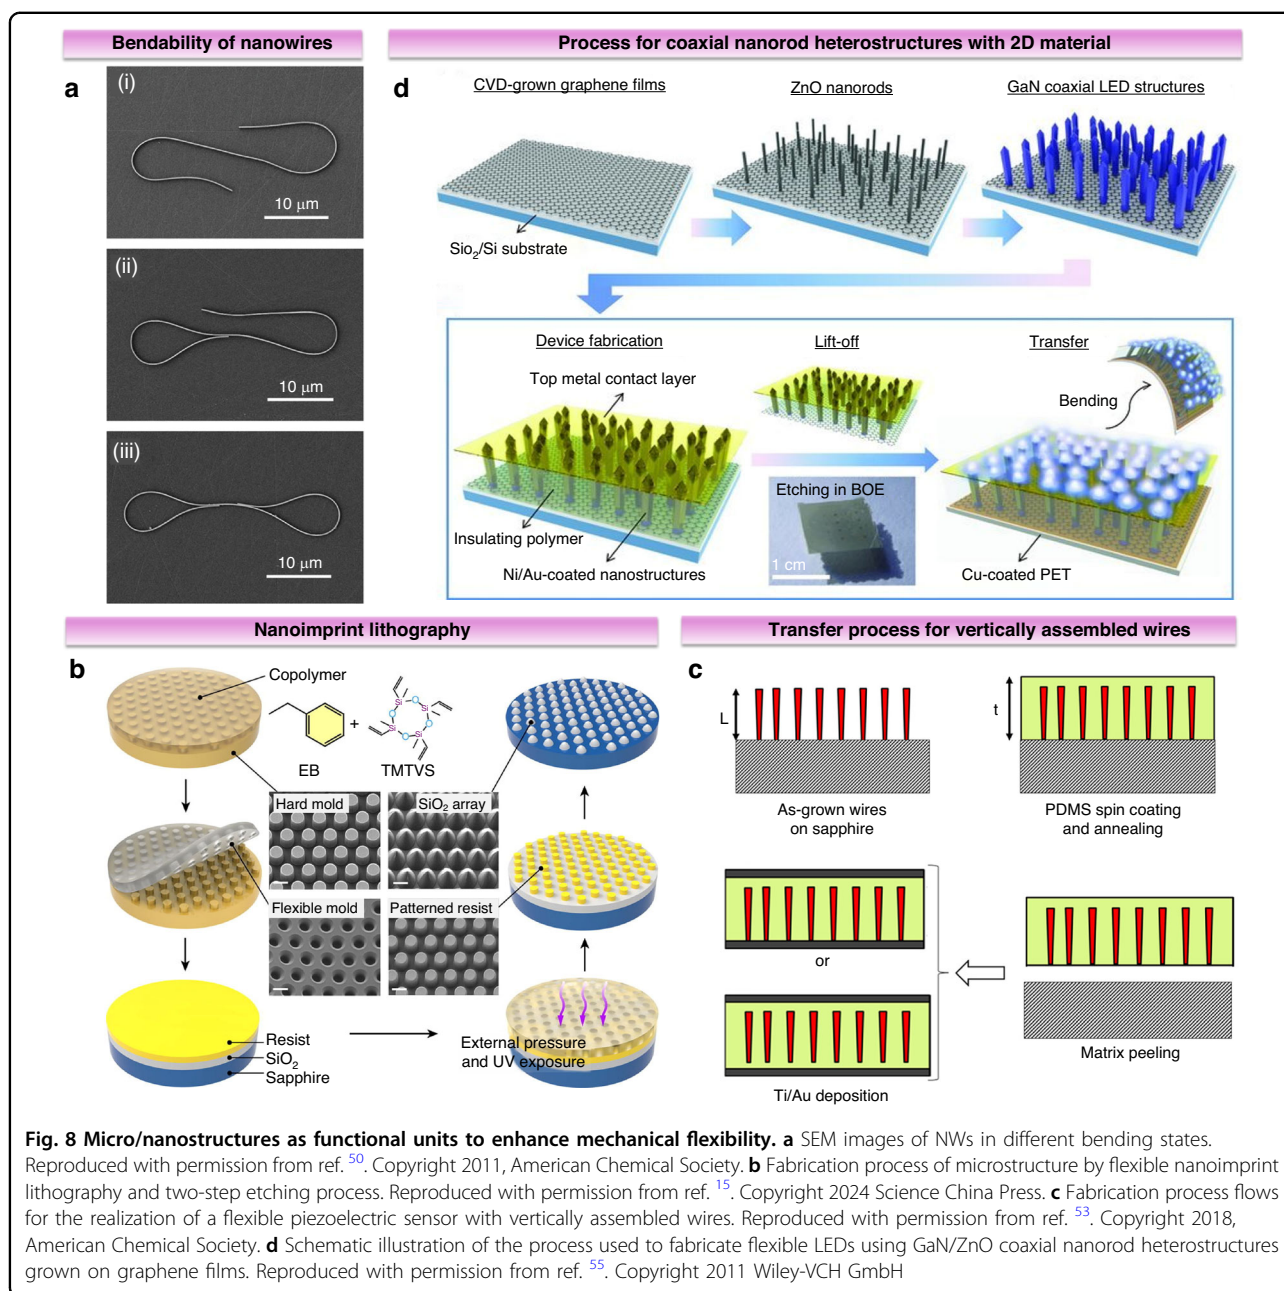 Bendability of nanowires
a
(i)
10 μm
(ii)
10 μm
(iii)
10 μm
Process for coaxial nanorod heterostructures with 2D material
d
CVD-grown graphene films
ZnO nanorods
GaN coaxial LED structures
Sio2/Si substrate
Device fabrication
Lift-off
Transfer
Top metal contact layer
Bending
Etching in BOE
Insulating polymer
1 cm
Ni/Au-coated nanostructures
Cu-coated PET
Nanoimprint lithography
b
Copolymer
+
Si
O
Si
O
O
Si
O
Si
EB
TMTVS
Hard mold
SiO2 array
Flexible mold
Patterned resist
Resist
SiO2
Sapphire
External pressure
and UV exposure
Transfer process for vertically assembled wires
c
L
t
As-grown wires
on sapphire
PDMS spin coating
and annealing
or
Matrix peeling
Ti/Au deposition
Fig. 8 Micro/nanostructures as functional units to enhance mechanical flexibility. a SEM images of NWs in different bending states.
Reproduced with permission from ref. 50. Copyright 2011, American Chemical Society. b Fabrication process of microstructure by flexible nanoimprint
lithography and two-step etching process. Reproduced with permission from ref. 15. Copyright 2024 Science China Press. c Fabrication process flows
for the realization of a flexible piezoelectric sensor with vertically assembled wires. Reproduced with permission from ref. 53. Copyright 2018,
American Chemical Society. d Schematic illustration of the process used to fabricate flexible LEDs using GaN/ZnO coaxial nanorod heterostructures
grown on graphene films. Reproduced with permission from ref. 55. Copyright 2011 Wiley-VCH GmbH